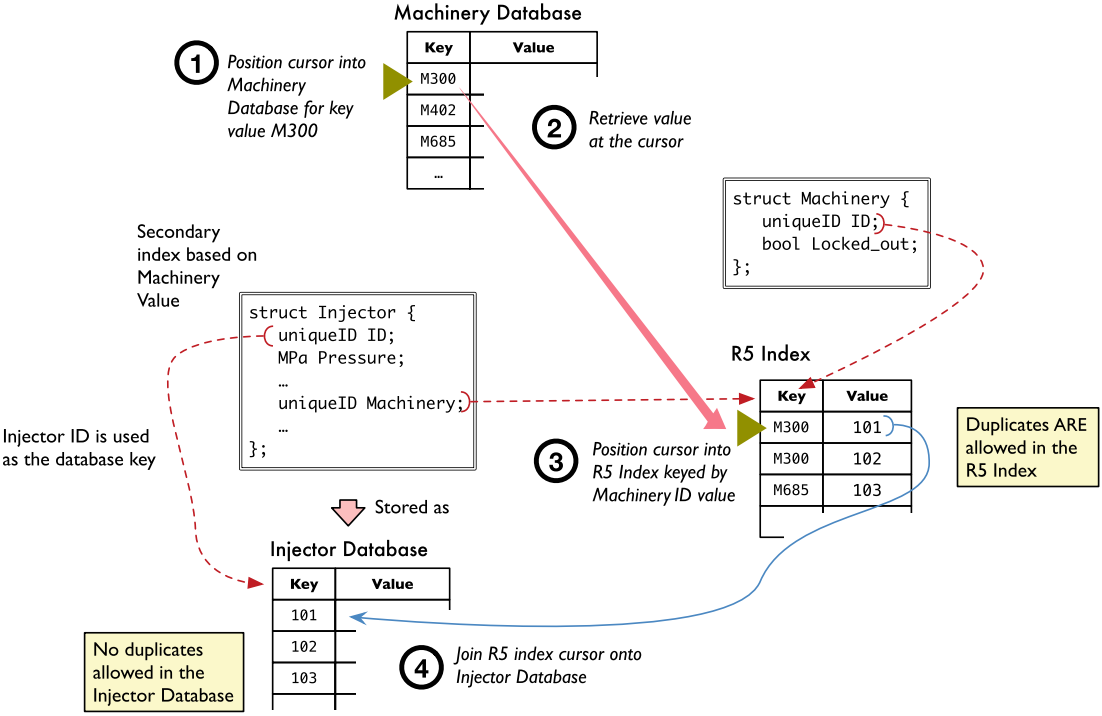 Machinery Database
Key Value
M300
M402
M685
…
1
Position cursor into
Machinery
Database for key
value M300
2
Retrieve value
at the cursor
struct Machinery {
uniqueID ID;
bool Locked_out;
};
Secondary
index based on
Machinery
Value
struct Injector {
uniqueID ID;
MPa Pressure;
…
uniqueID Machinery;
…
};
R5 Index
Key Value
M300 101
M300 102
M685 103
Duplicates ARE
allowed in the
R5 Index
Injector ID is used
as the database key
3
Position cursor into
R5 Index keyed by
Machinery ID value
Stored as
Injector Database
Key Value
101
102
103
No duplicates
allowed in the
Injector Database
4
Join R5 index cursor onto
Injector Database